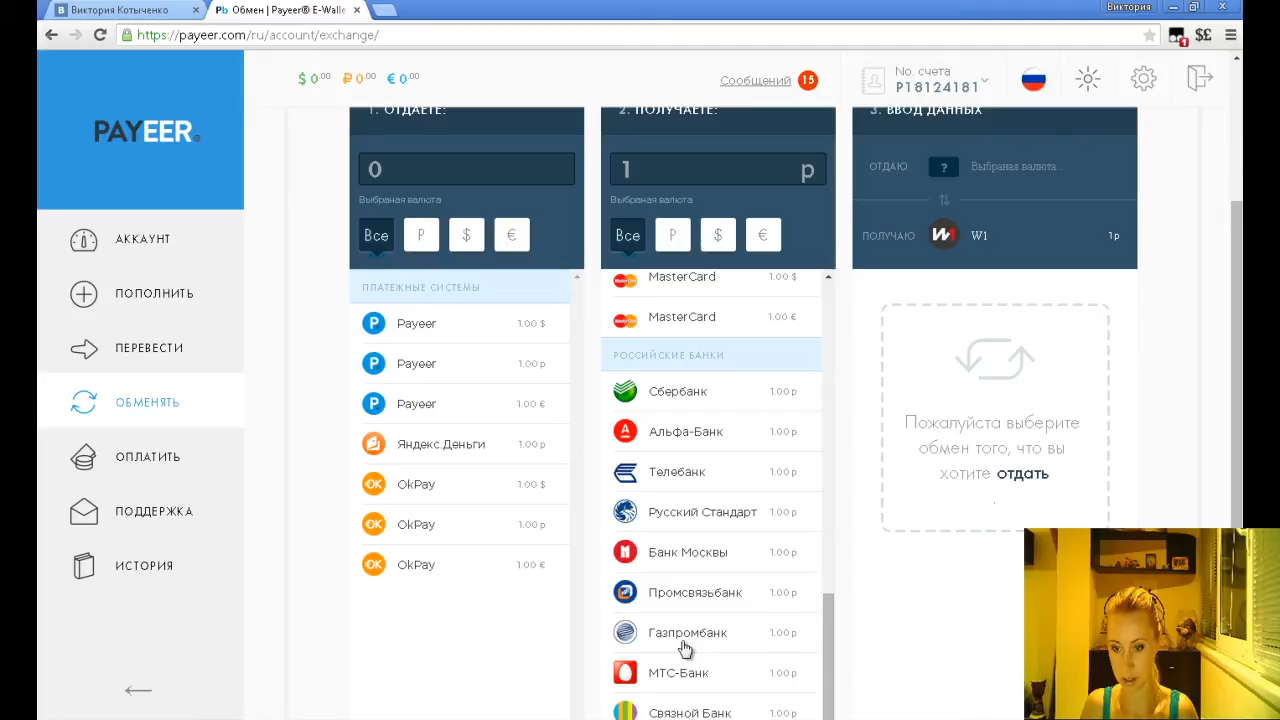 Виктория Котыченко
Обмен | Payeer® E-Walle
Виктория
https://payeer.com/ru/account/exchange/
$ 0.00 ₽ 0.00 € 0.00
Сообщений 15
No. счета
P18124181
PAYEER
АККАУНТ
ПОПОЛНИТЬ
ПЕРЕВЕСТИ
ОБМЕНЯТЬ
ОПЛАТИТЬ
ПОДДЕРЖКА
ИСТОРИЯ
1. ОТДАЕТЕ:
0
Выбраная валюта
Все Р $ €
ПЛАТЕЖНЫЕ СИСТЕМЫ
Payeer 1.00 $
Payeer 1.00 р
Payeer 1.00 €
Яндекс.Деньги 1.00 р
OkPay 1.00 $
OkPay 1.00 р
OkPay 1.00 €
2. ПОЛУЧАЕТЕ:
1 р
Выбраная валюта
Все Р $ €
MasterCard 1.00 $
MasterCard 1.00 €
РОССИЙСКИЕ БАНКИ
Сбербанк 1.00 р
Альфа-Банк 1.00 р
Телебанк 1.00 р
Русский Стандарт 1.00 р
Банк Москвы 1.00 р
Промсвязьбанк 1.00 р
Газпромбанк 1.00 р
МТС-Банк 1.00 р
Связной Банк 1.00 р
3. ВВОД ДАННЫХ
ОТДАЮ ? Выбраная валюта...
ПОЛУЧАЮ W1 1 р
Пожалуйста выберите
обмен того, что вы
хотите отдать
.